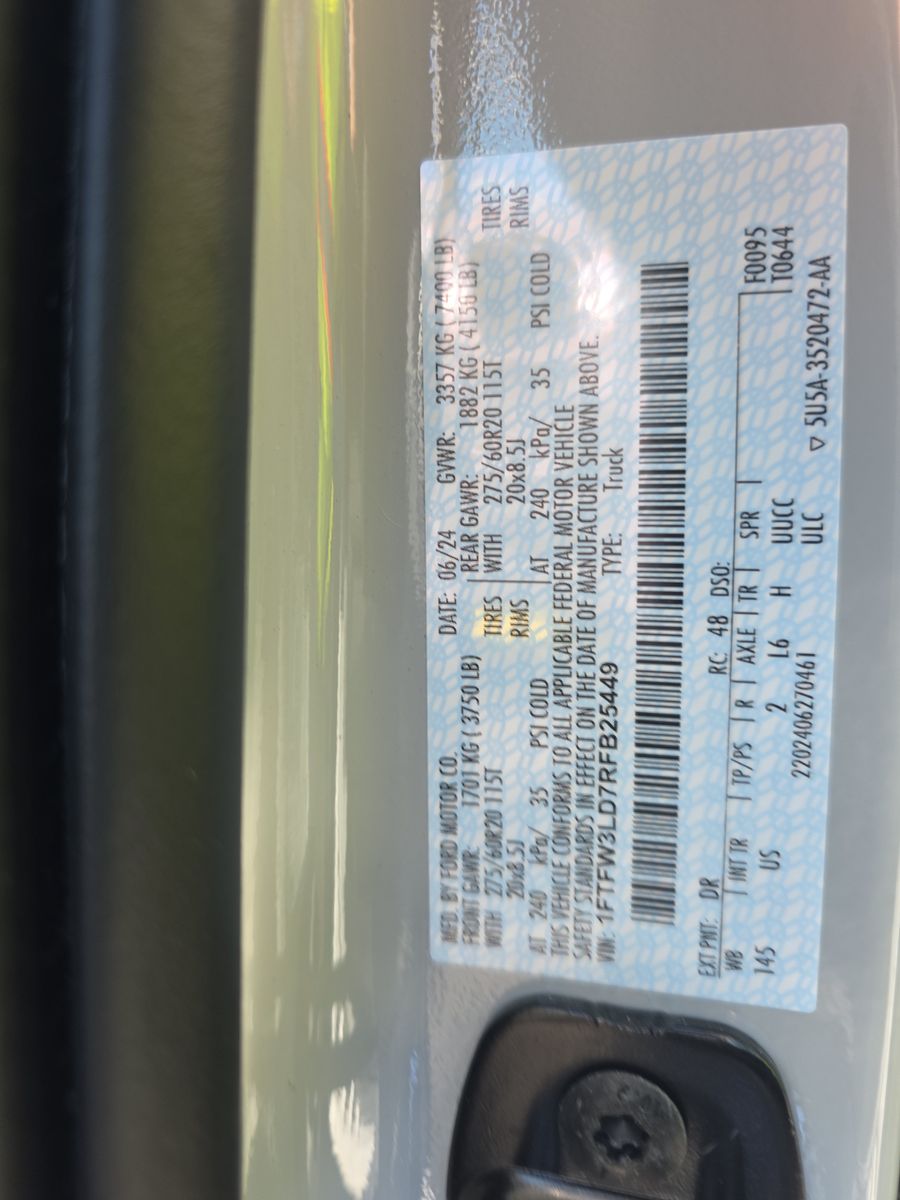 MFD. BY FORD MOTOR CO. DATE: 06/24 GVWR: 3357 KG ( 7400 LB)
FRONT GAWR: 1701 KG ( 3750 LB) REAR GAWR: 1882 KG ( 4150 LB)
WITH 275/60R20 115T TIRES WITH 275/60R20 115T TIRES
20x8.5J RIMS 20x8.5J RIMS
AT 240 kPa/ 35 PSI COLD AT 240 kPa/ 35 PSI COLD
THIS VEHICLE CONFORMS TO ALL APPLICABLE FEDERAL MOTOR VEHICLE
SAFETY STANDARDS IN EFFECT ON THE DATE OF MANUFACTURE SHOWN ABOVE.
VIN: 1FTFW3LD7RFB25449 TYPE: Truck
EXT PNT: DR RC: 48 DSO:
WB INT TR TP/PS R AXLE TR SPR F0095
145 US 2 L6 H UUCC T0644
2202406270461 ULC ▽ 5U5A-3520472-AA